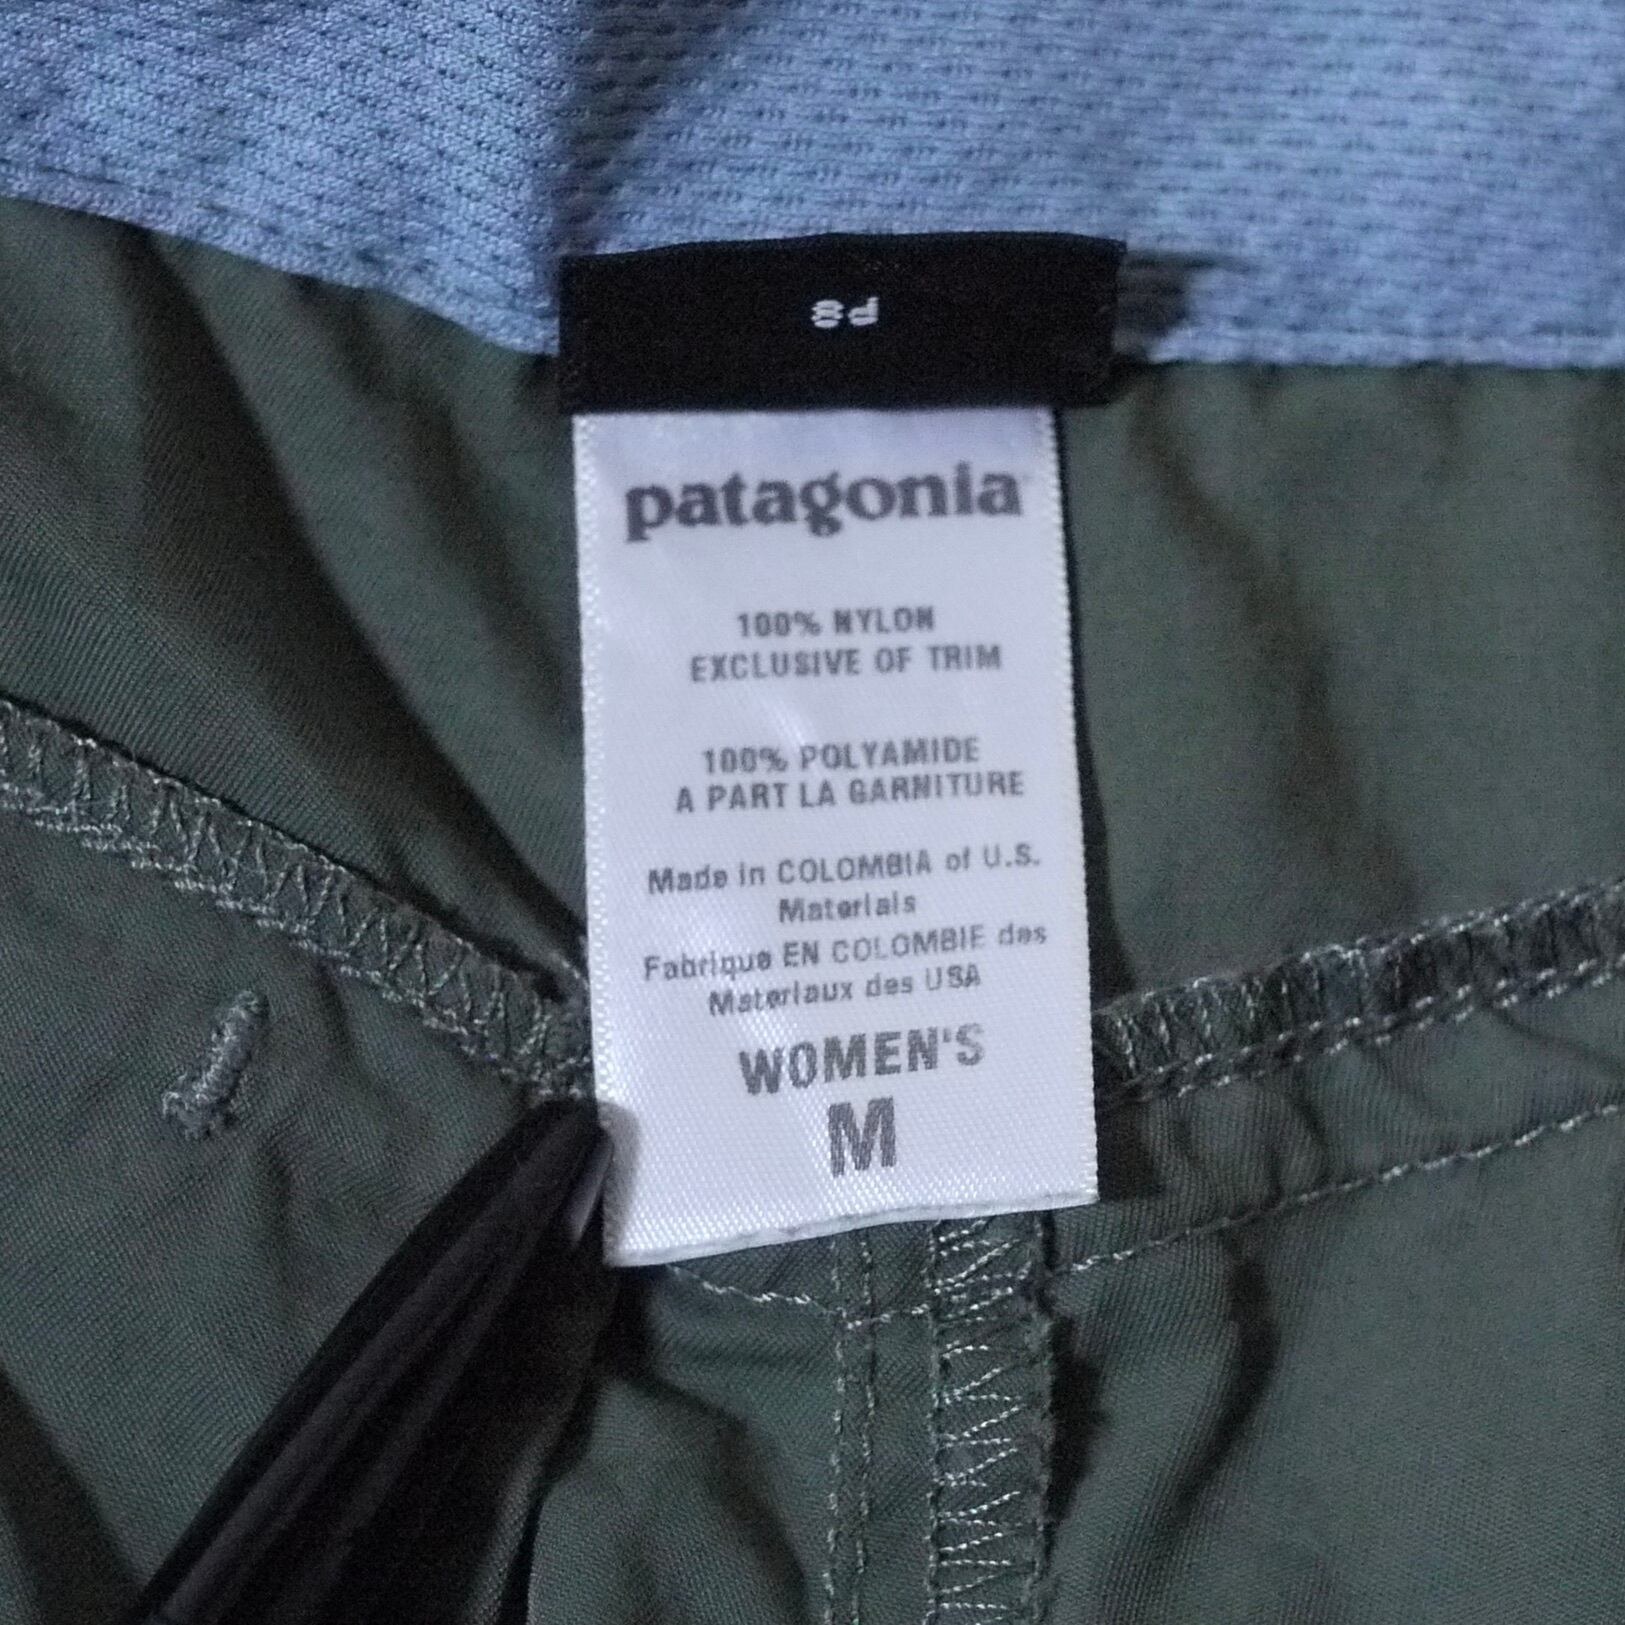 P8
patagonia
100% NYLON
EXCLUSIVE OF TRIM
100% POLYAMIDE
A PART LA GARNITURE
Made in COLOMBIA of U.S.
Materials
Fabrique EN COLOMBIE des
Materiaux des USA
WOMEN'S
M